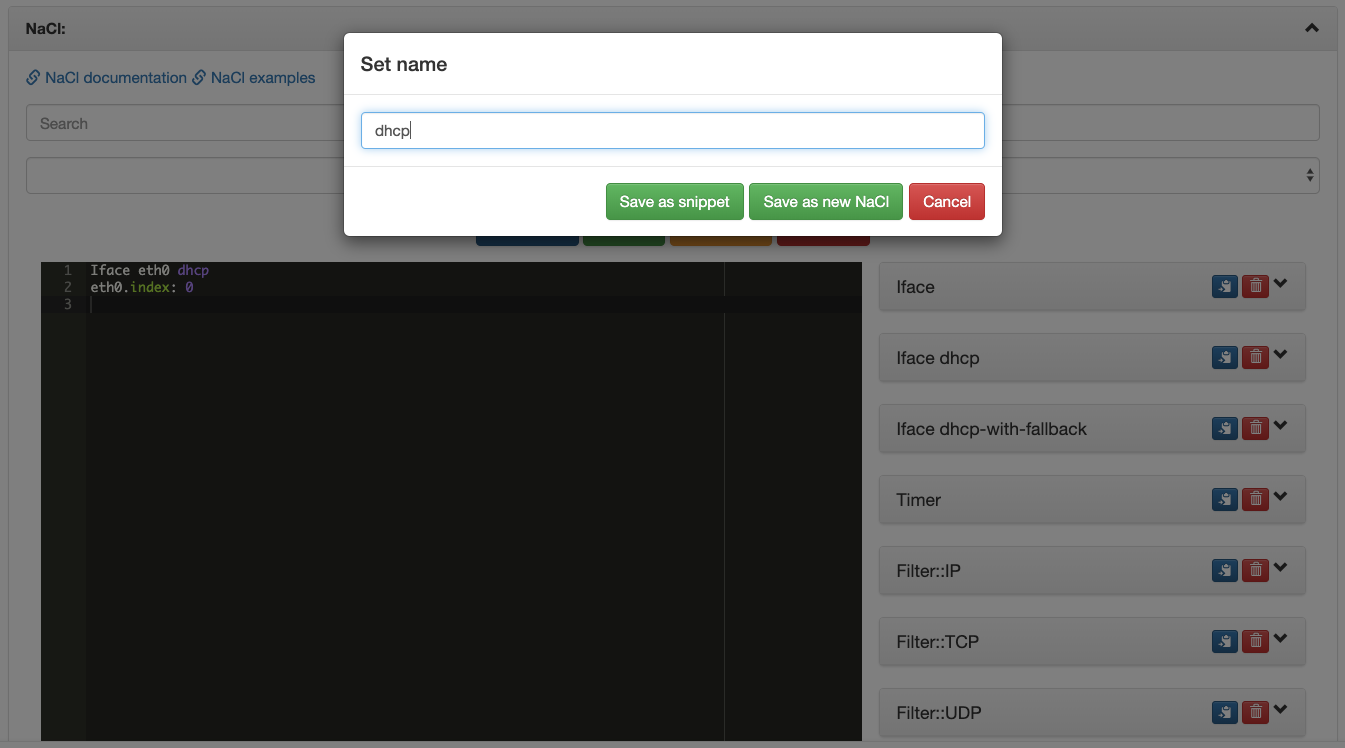 NaCl:
Set name
NaCl documentation NaCl examples
Search
dhcp
Save as snippet Save as new NaCl Cancel
1 Iface eth0 dhcp
2 eth0.index: 0
3
Iface
Iface dhcp
Iface dhcp-with-fallback
Timer
Filter::IP
Filter::TCP
Filter::UDP